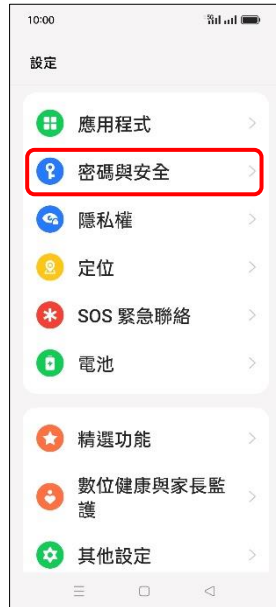 10:00
5G
設定
應用程式
密碼與安全
隱私權
定位
SOS 緊急聯絡
電池
精選功能
數位健康與家長監
護
其他設定